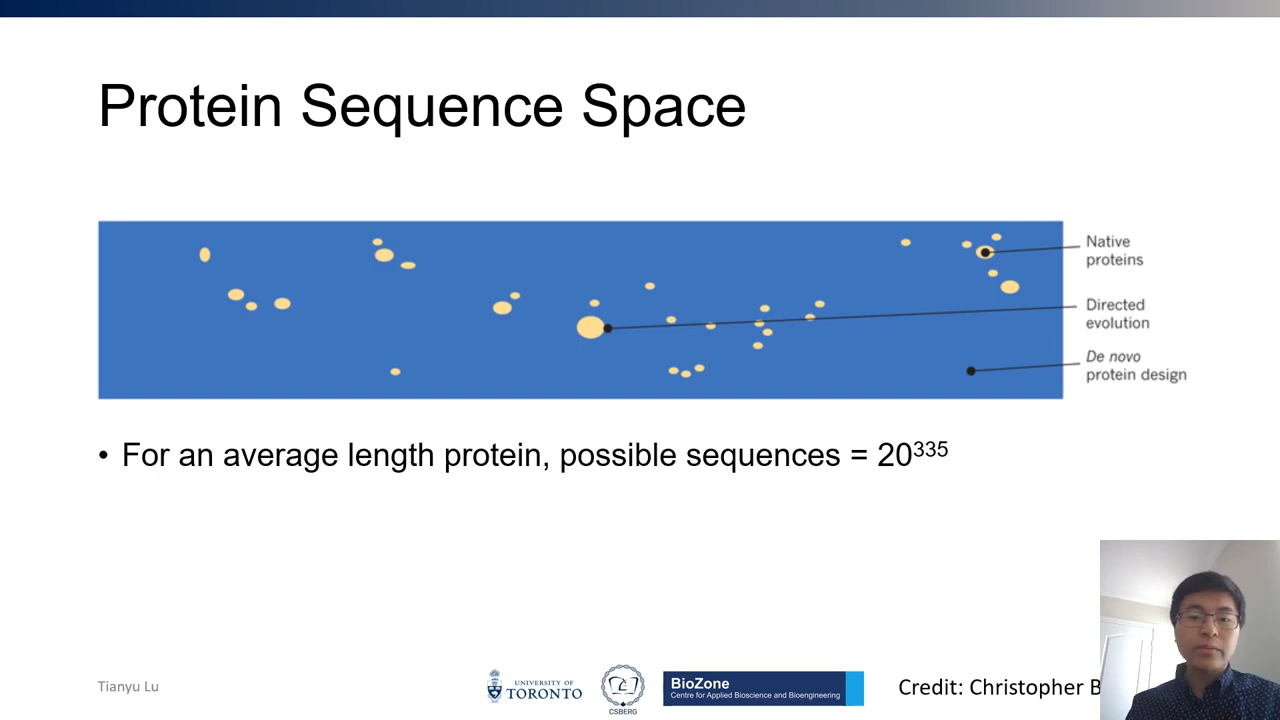 Protein Sequence Space
Native
proteins
Directed
evolution
De novo
protein design
• For an average length protein, possible sequences = 20³³⁵
Tianyu Lu
UNIVERSITY OF
TORONTO
CSBERG
BioZone
Centre for Applied Bioscience and Bioengineering
Credit: Christopher B